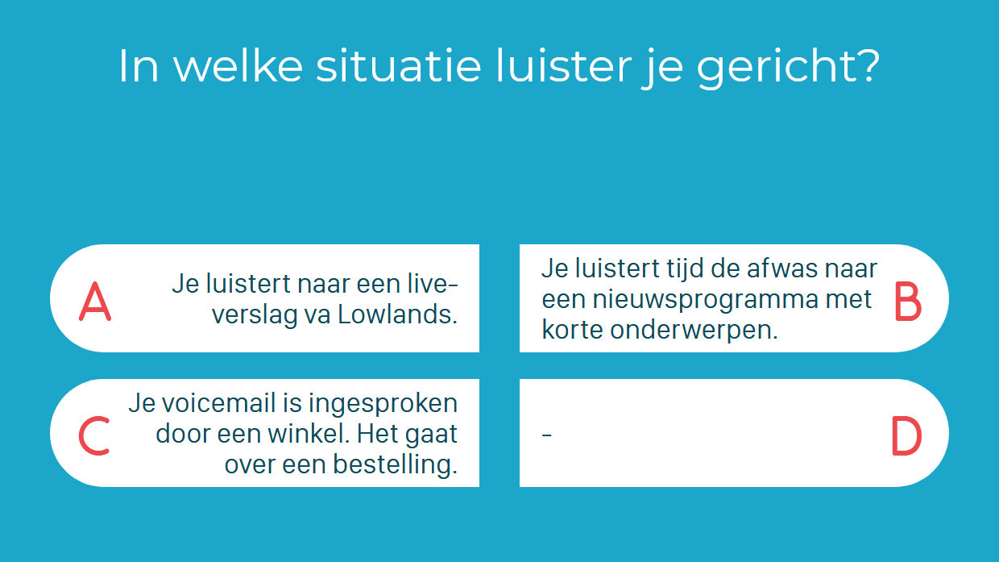 In welke situatie luister je gericht?
A
Je luistert naar een live-
verslag va Lowlands.
Je luistert tijd de afwas naar
een nieuwsprogramma met
korte onderwerpen.
B
C
Je voicemail is ingesproken
door een winkel. Het gaat
over een bestelling.
-
D